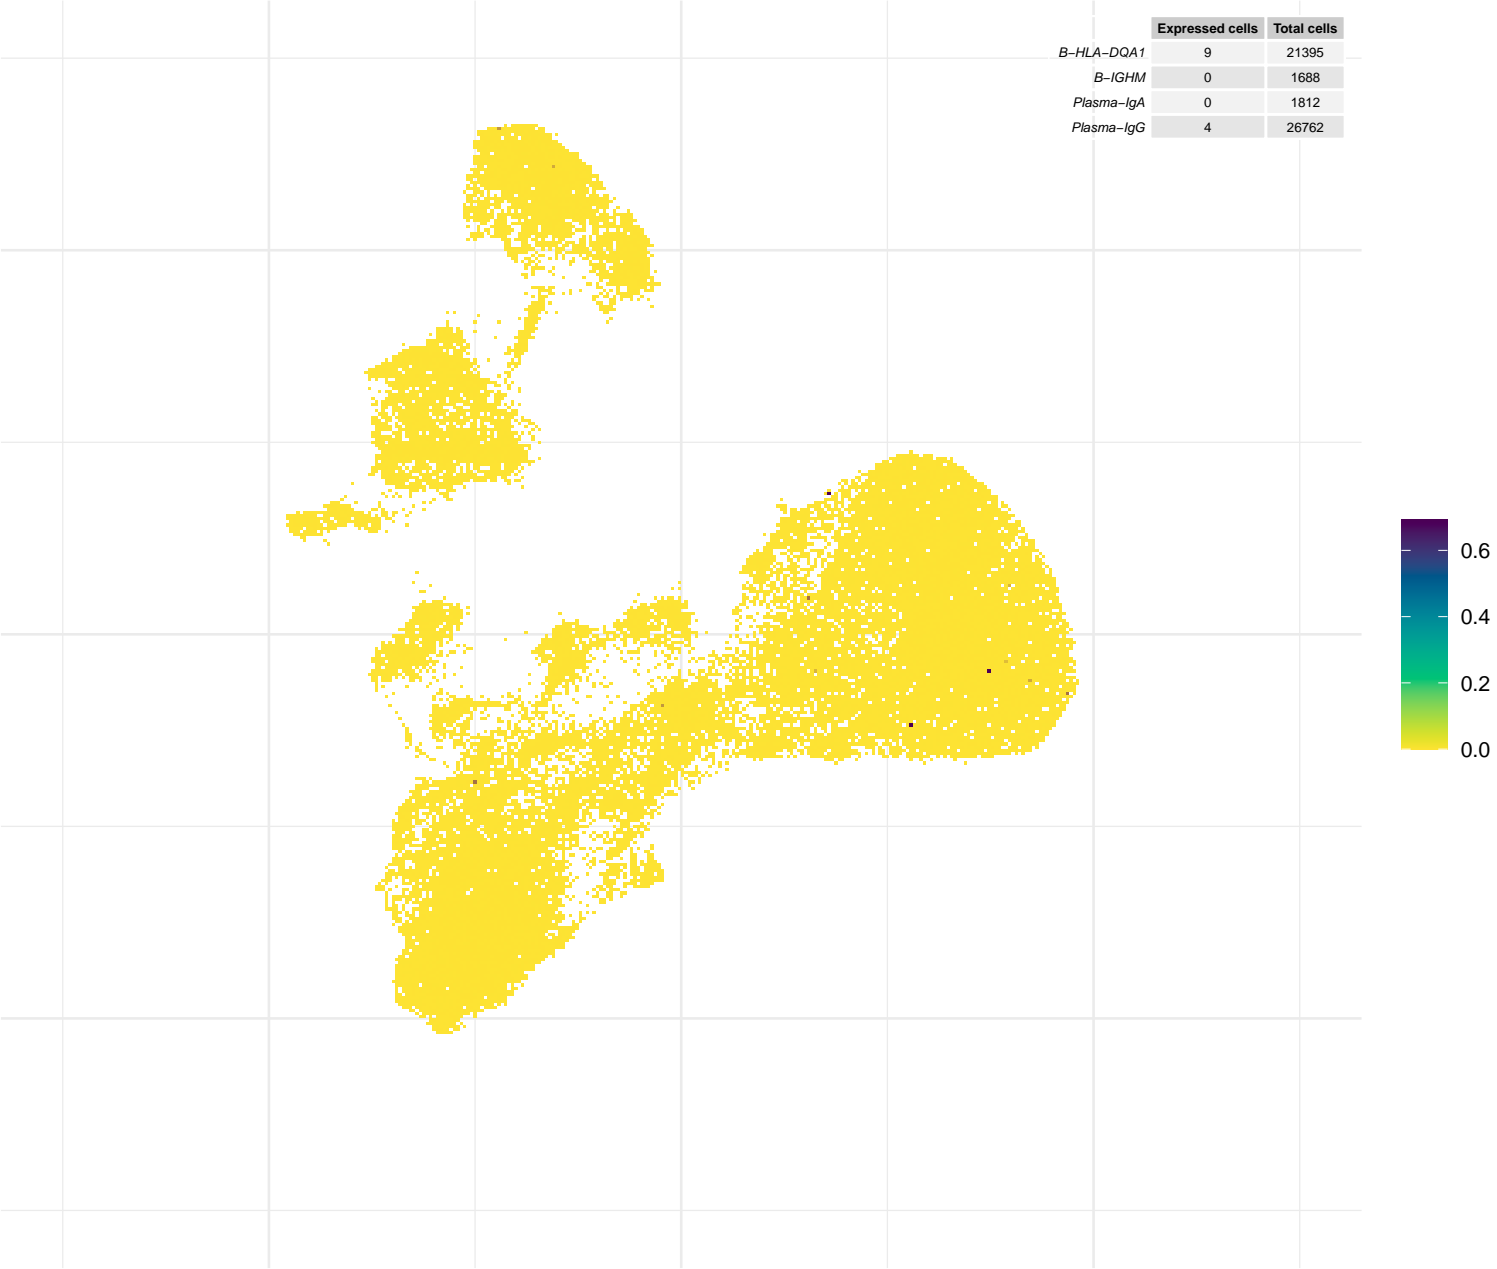 Expressed cells Total cells
B−HLA−DQA1 9 21395
B−IGHM 0 1688
Plasma−IgA 0 1812
Plasma−IgG 4 26762
0.6
0.4
0.2
0.0